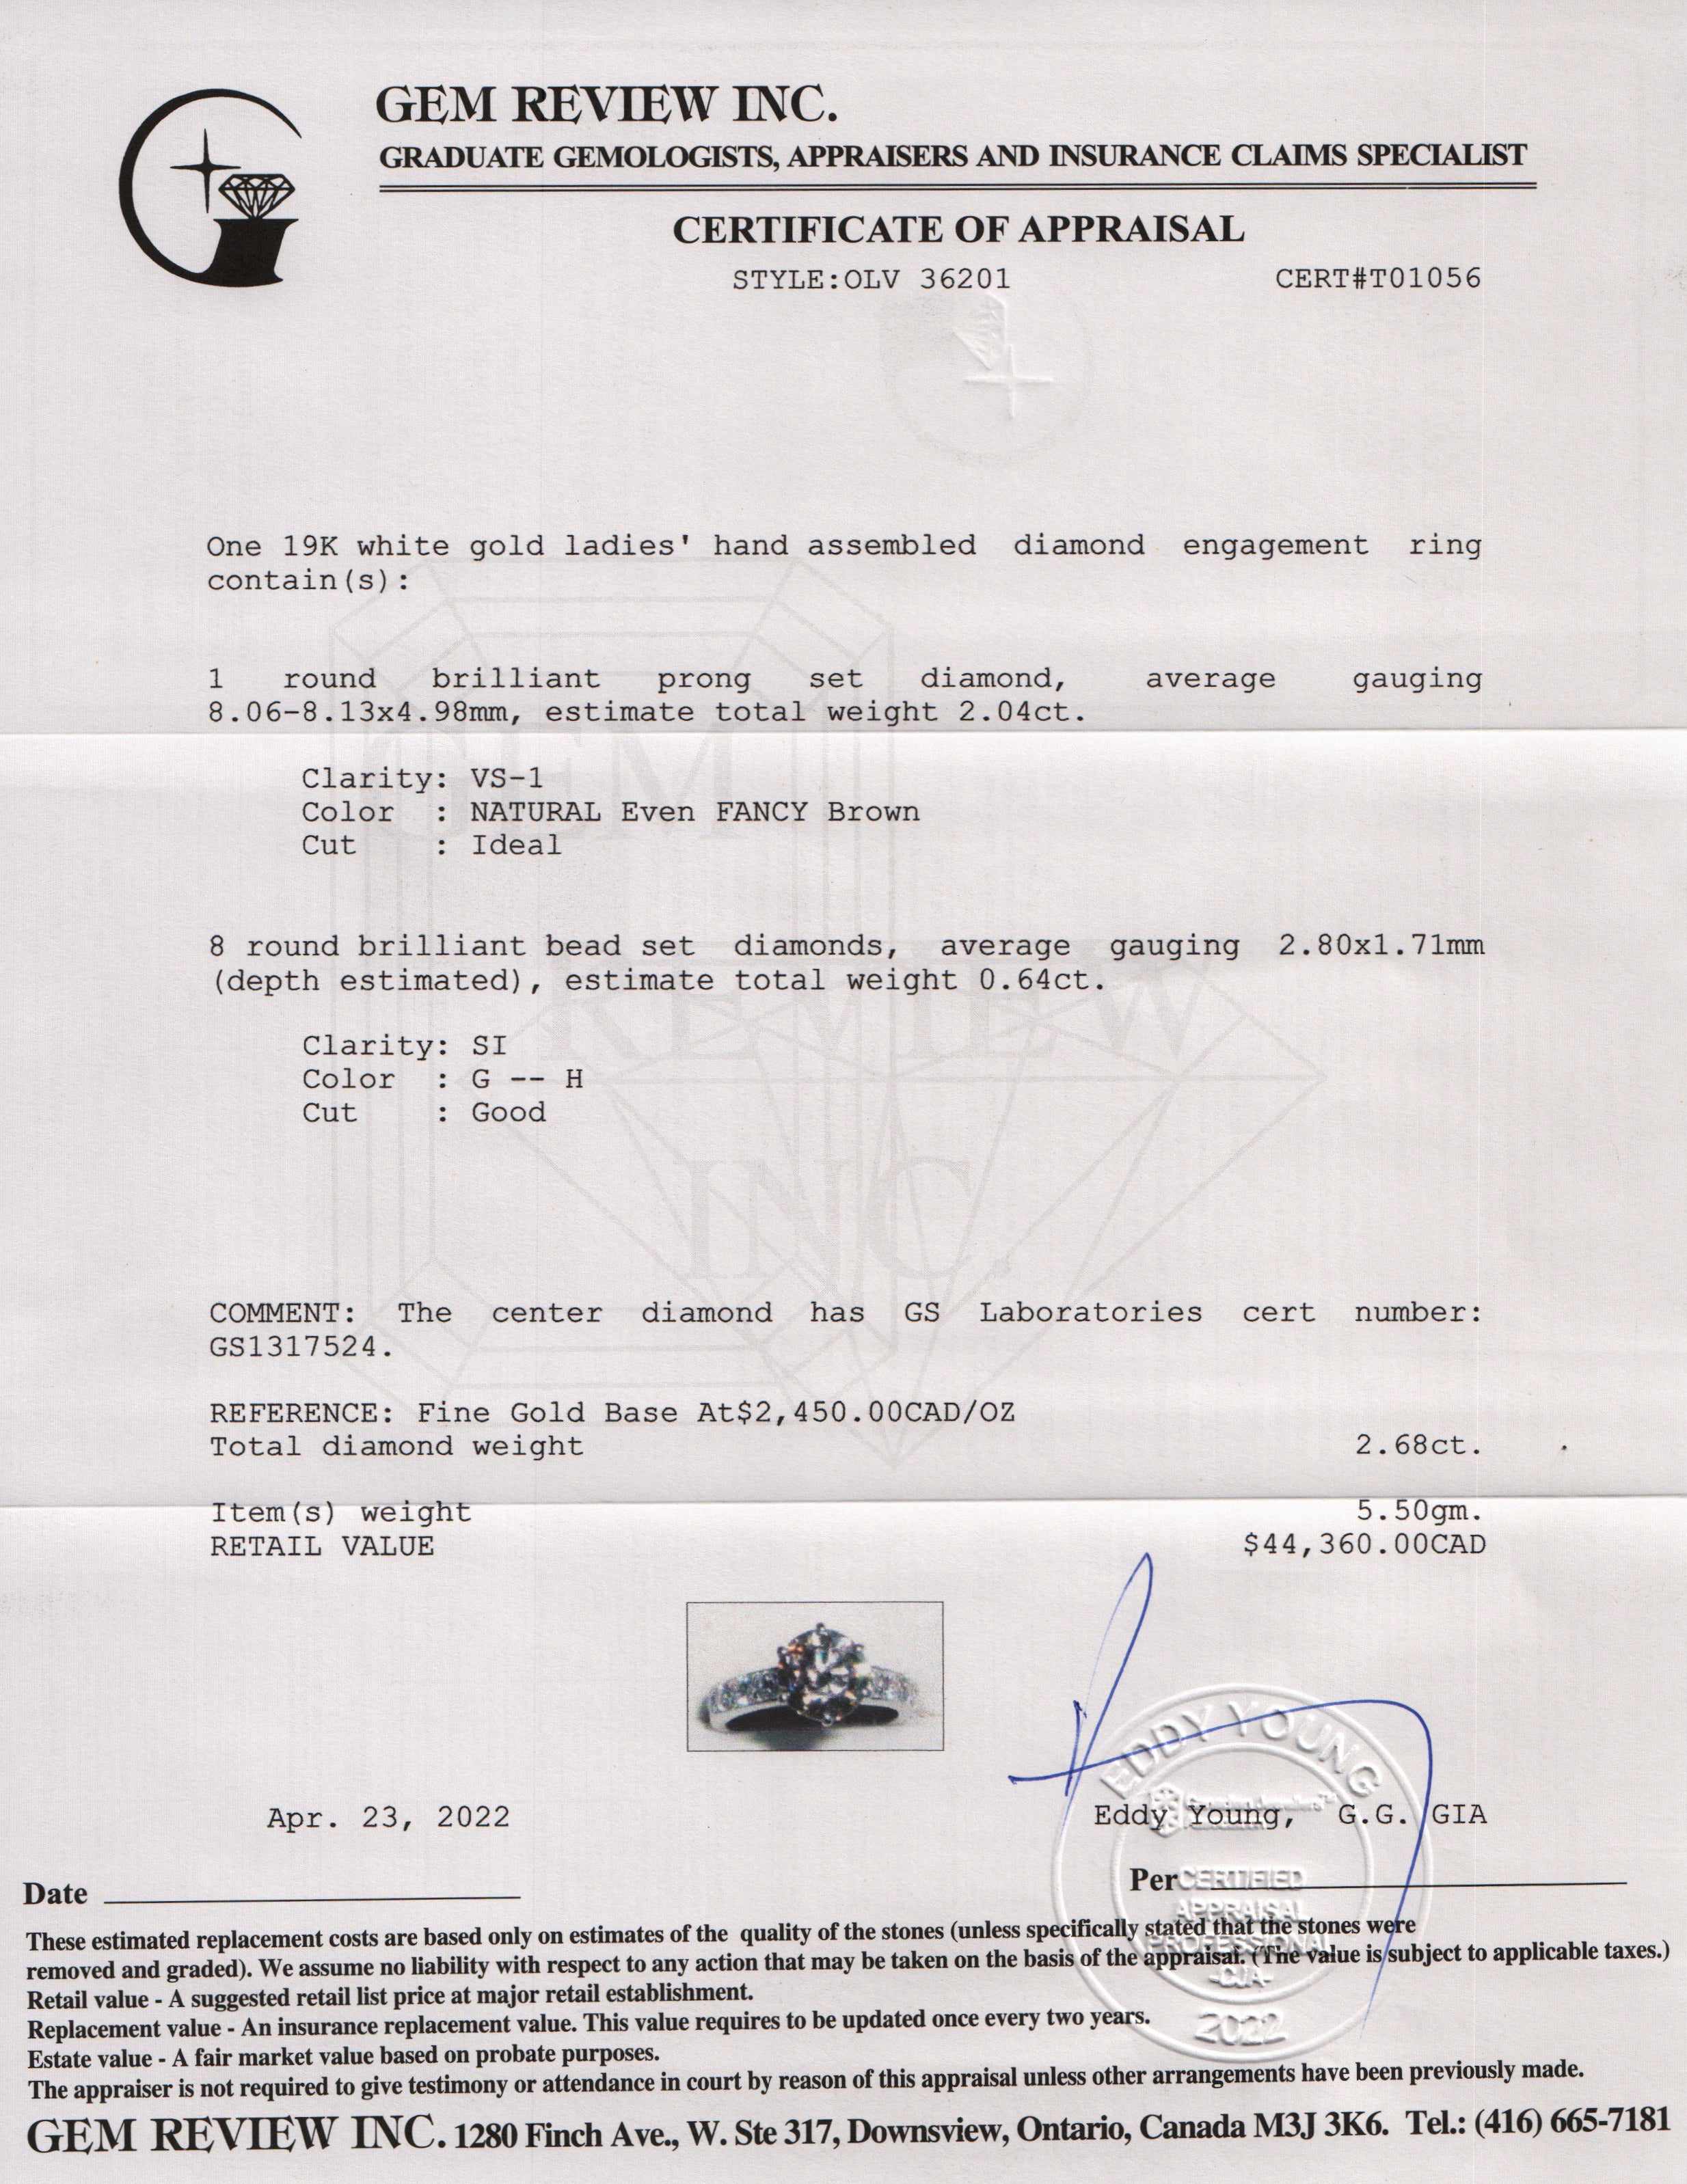 GEM REVIEW INC.
GRADUATE GEMOLOGISTS, APPRAISERS AND INSURANCE CLAIMS SPECIALIST
CERTIFICATE OF APPRAISAL
STYLE:OLV 36201 CERT#T01056
One 19K white gold ladies' hand assembled diamond engagement ring
contain(s):
1 round brilliant prong set diamond, average gauging
8.06-8.13x4.98mm, estimate total weight 2.04ct.
Clarity: VS-1
Color : NATURAL Even FANCY Brown
Cut : Ideal
GEM
8 round brilliant bead set diamonds, average gauging 2.80x1.71mm
(depth estimated), estimate total weight 0.64ct.
REVIEW
Clarity: SI
Color : G -- H
Cut : Good
INC.
COMMENT: The center diamond has GS Laboratories cert number:
GS1317524.
REFERENCE: Fine Gold Base At$2,450.00CAD/OZ
Total diamond weight 2.68ct.
Item(s) weight 5.50gm.
RETAIL VALUE $44,360.00CAD
EDDY YOUNG
Apr. 23, 2022 Eddy Young, G.G. GIA
Date Per
CERTIFIED
APPRAISAL
PROFESSIONAL
-CJA-
2022
These estimated replacement costs are based only on estimates of the quality of the stones (unless specifically stated that the stones were
removed and graded). We assume no liability with respect to any action that may be taken on the basis of the appraisal. (The value is subject to applicable taxes.)
Retail value - A suggested retail list price at major retail establishment.
Replacement value - An insurance replacement value. This value requires to be updated once every two years.
Estate value - A fair market value based on probate purposes.
The appraiser is not required to give testimony or attendance in court by reason of this appraisal unless other arrangements have been previously made.
GEM REVIEW INC. 1280 Finch Ave., W. Ste 317, Downsview, Ontario, Canada M3J 3K6. Tel.: (416) 665-7181